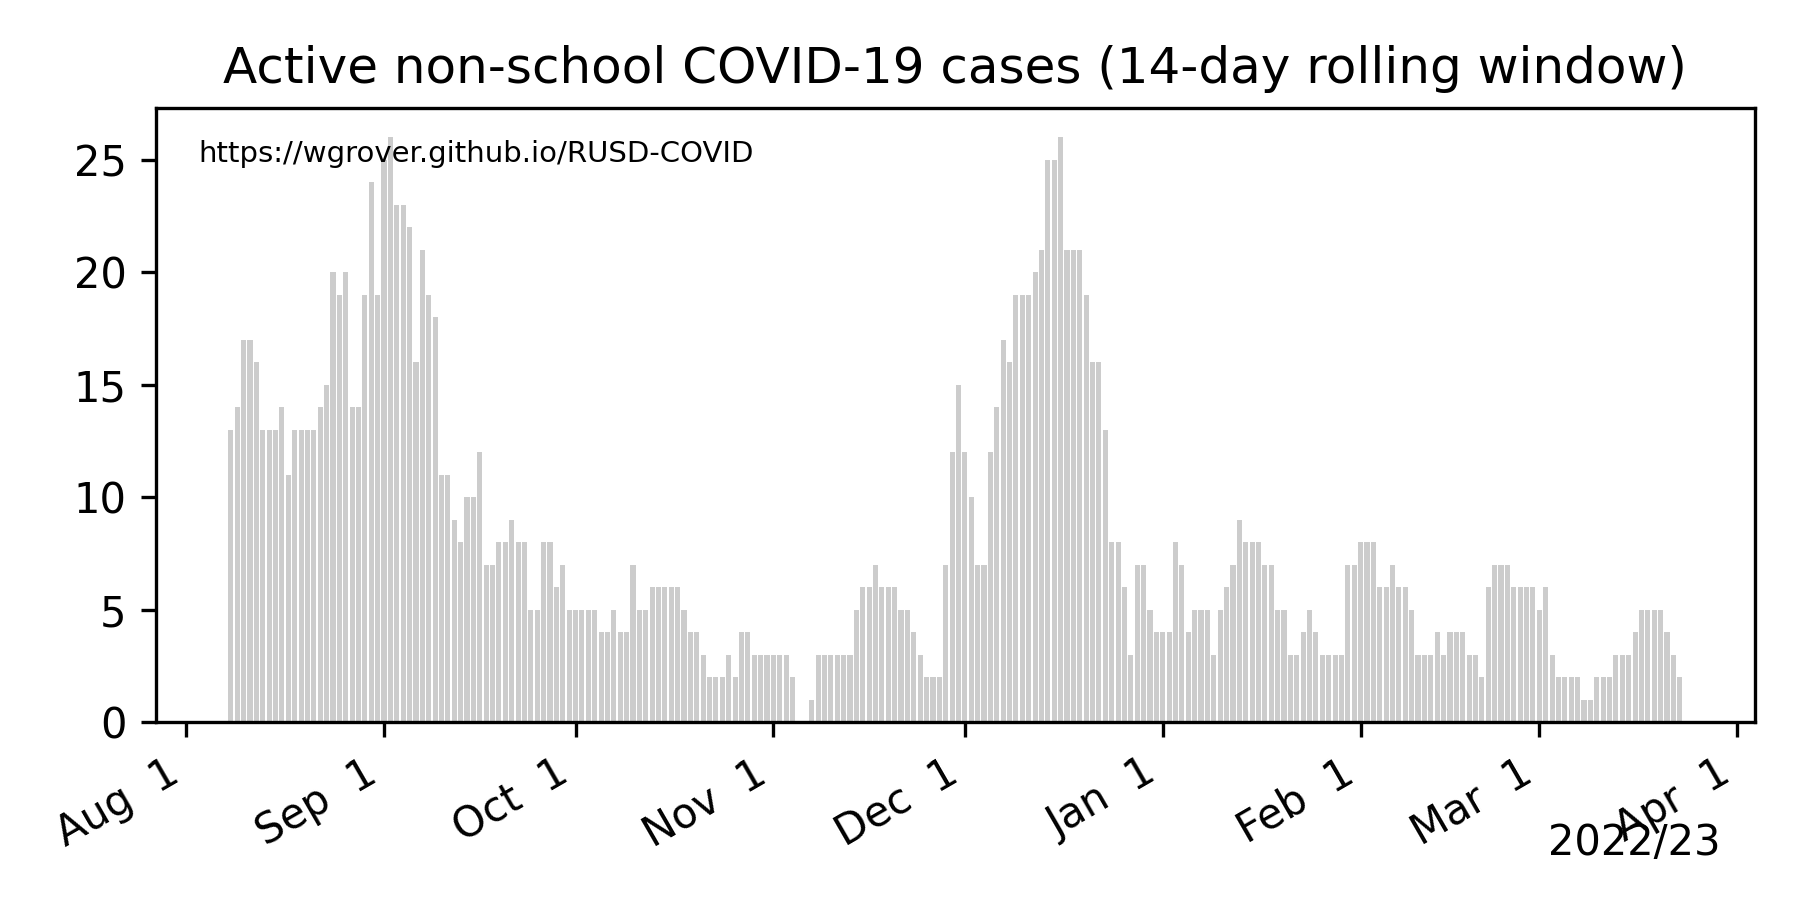 Active non-school COVID-19 cases (14-day rolling window)
https://wgrover.github.io/RUSD-COVID
25
20
15
10
5
0
Aug 1
Sep 1
Oct 1
Nov 1
Dec 1
Jan 1
Feb 1
Mar 1
Apr 1
2022/23